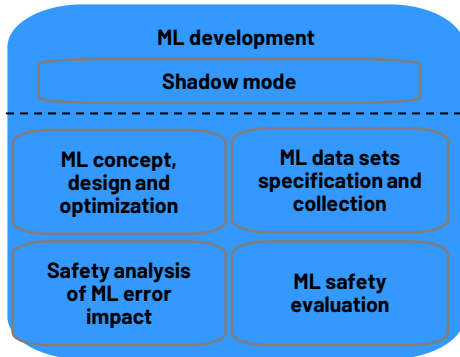 ML development
Shadow mode
ML concept,
design and
optimization
ML data sets
specification and
collection
Safety analysis
of ML error
impact
ML safety
evaluation